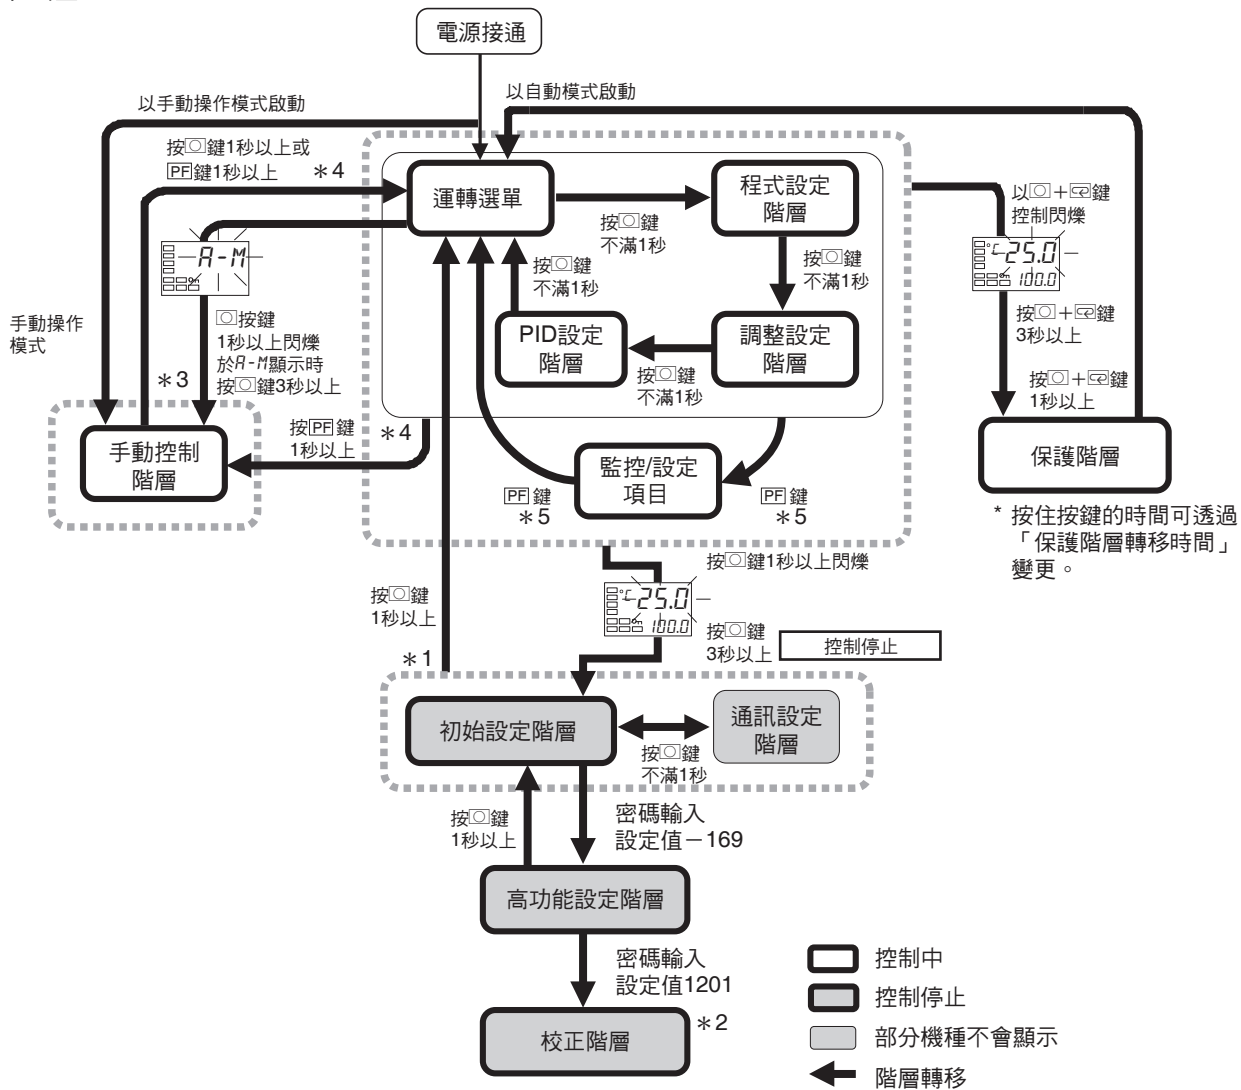 電源接通
以手動操作模式啟動
以自動模式啟動
按○鍵1秒以上或
PF鍵1秒以上
＊4
運轉選單
按○鍵
不滿1秒
程式設定
階層
以○＋鍵
控制閃爍
A-M
℃25.0
100.0
按○鍵
不滿1秒
按○鍵
不滿1秒
手動操作
模式
○按鍵
1秒以上閃爍
於A-M顯示時
按○鍵3秒以上
PID設定
階層
調整設定
階層
按○＋鍵
3秒以上
按○鍵
不滿1秒
＊3
按○＋鍵
1秒以上
手動控制
階層
按PF鍵
1秒以上
＊4
監控/設定
項目
保護階層
PF鍵
＊5
PF鍵
＊5
* 按住按鍵的時間可透過
「保護階層轉移時間」
變更。
按○鍵1秒以上閃爍
按○鍵
1秒以上
℃25.0
100.0
按○鍵
3秒以上
控制停止
＊1
初始設定階層
通訊設定
階層
按○鍵
不滿1秒
按○鍵
1秒以上
密碼輸入
設定值－169
高功能設定階層
密碼輸入
設定值1201
校正階層
＊2
控制中
控制停止
部分機種不會顯示
階層轉移